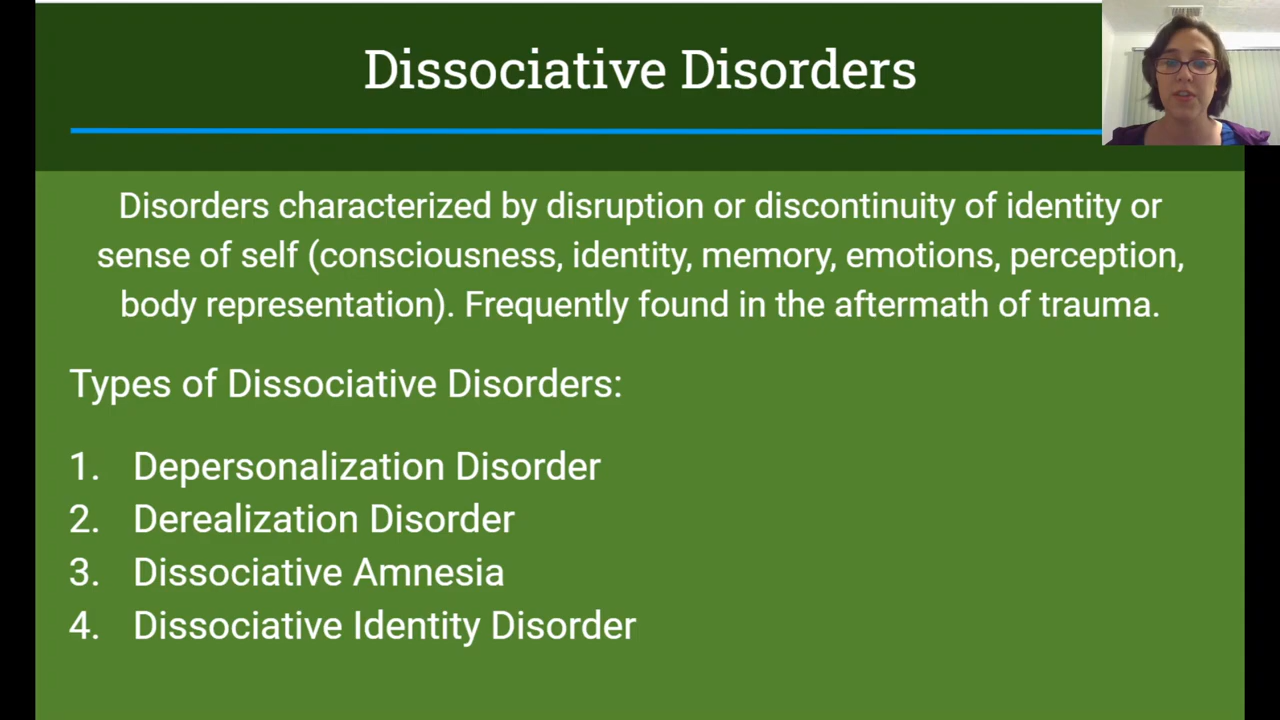 Dissociative Disorders
Disorders characterized by disruption or discontinuity of identity or
sense of self (consciousness, identity, memory, emotions, perception,
body representation). Frequently found in the aftermath of trauma.
Types of Dissociative Disorders:
1. Depersonalization Disorder
2. Derealization Disorder
3. Dissociative Amnesia
4. Dissociative Identity Disorder